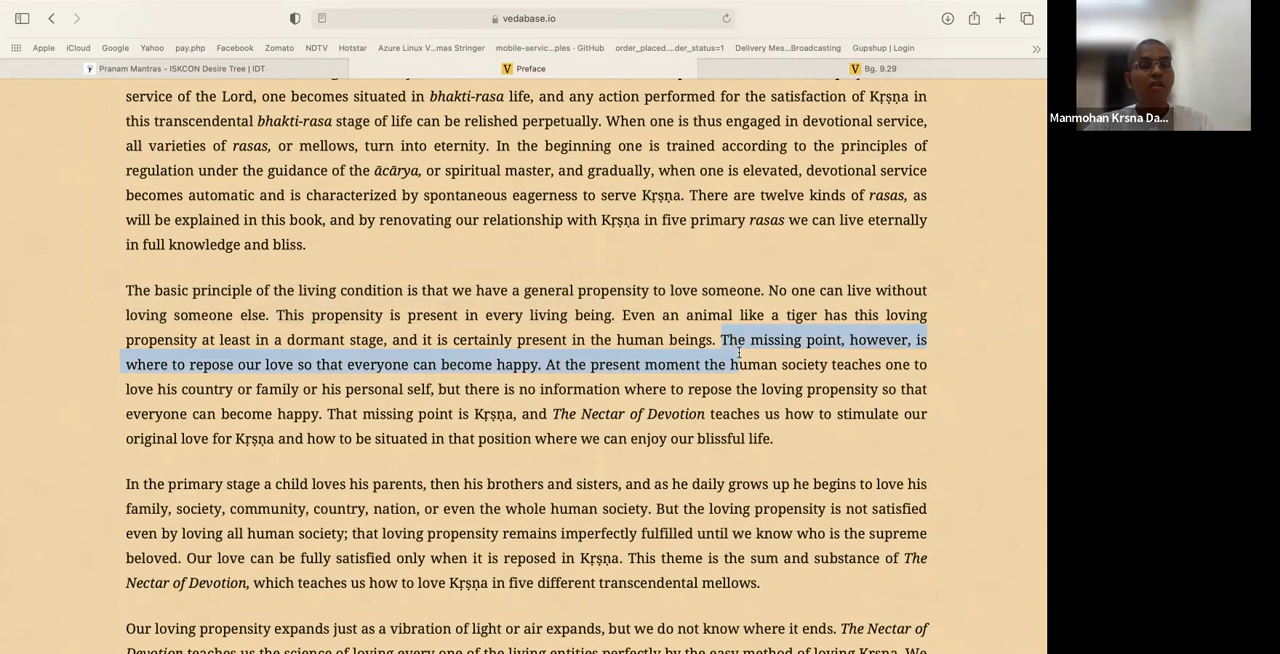 vedabase.io
Apple iCloud Google Yahoo pay.php Facebook Zomato NDTV Hotstar Azure Linux V...mas Stringer mobile-servic...ples · GitHub order_placed....der_status=1 Delivery Mes...Broadcasting Gupshup | Login
Pranam Mantras - ISKCON Desire Tree | IDT V Preface V Bg. 9.29
service of the Lord, one becomes situated in bhakti-rasa life, and any action performed for the satisfaction of Kṛṣṇa in
this transcendental bhakti-rasa stage of life can be relished perpetually. When one is thus engaged in devotional service,
all varieties of rasas, or mellows, turn into eternity. In the beginning one is trained according to the principles of
regulation under the guidance of the ācārya, or spiritual master, and gradually, when one is elevated, devotional service
becomes automatic and is characterized by spontaneous eagerness to serve Kṛṣṇa. There are twelve kinds of rasas, as
will be explained in this book, and by renovating our relationship with Kṛṣṇa in five primary rasas we can live eternally
in full knowledge and bliss.
The basic principle of the living condition is that we have a general propensity to love someone. No one can live without
loving someone else. This propensity is present in every living being. Even an animal like a tiger has this loving
propensity at least in a dormant stage, and it is certainly present in the human beings. The missing point, however, is
where to repose our love so that everyone can become happy. At the present moment the human society teaches one to
love his country or family or his personal self, but there is no information where to repose the loving propensity so that
everyone can become happy. That missing point is Kṛṣṇa, and The Nectar of Devotion teaches us how to stimulate our
original love for Kṛṣṇa and how to be situated in that position where we can enjoy our blissful life.
In the primary stage a child loves his parents, then his brothers and sisters, and as he daily grows up he begins to love his
family, society, community, country, nation, or even the whole human society. But the loving propensity is not satisfied
even by loving all human society; that loving propensity remains imperfectly fulfilled until we know who is the supreme
beloved. Our love can be fully satisfied only when it is reposed in Kṛṣṇa. This theme is the sum and substance of The
Nectar of Devotion, which teaches us how to love Kṛṣṇa in five different transcendental mellows.
Our loving propensity expands just as a vibration of light or air expands, but we do not know where it ends. The Nectar of
Devotion teaches us the science of loving every one of the living entities perfectly by the easy method of loving Kṛṣṇa. We
Manmohan Krsna Da...